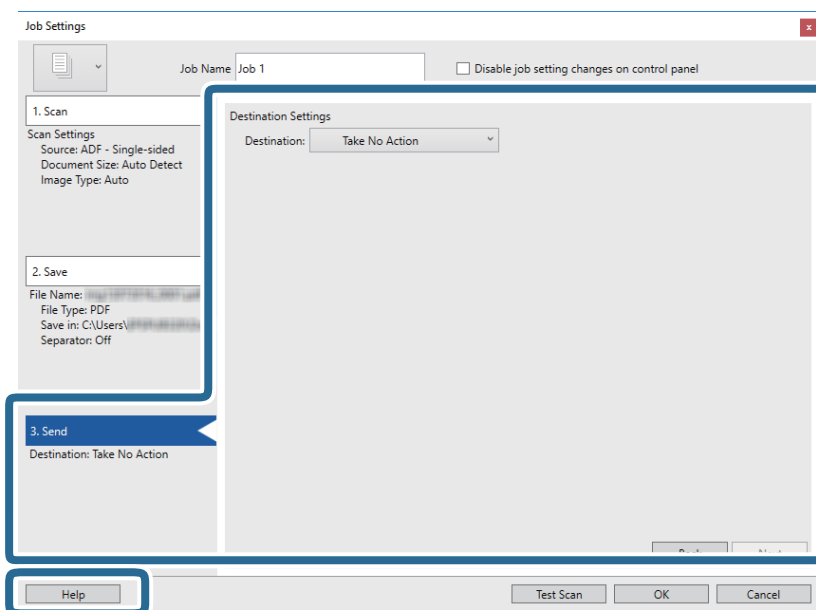 Job Settings
x
Job Name Job 1
Disable job setting changes on control panel
1. Scan
Scan Settings
Source: ADF - Single-sided
Document Size: Auto Detect
Image Type: Auto
2. Save
File Name:
File Type: PDF
Save in: C:\Users\
Separator: Off
3. Send
Destination: Take No Action
Destination Settings
Destination: Take No Action
Help
Test Scan
OK
Cancel